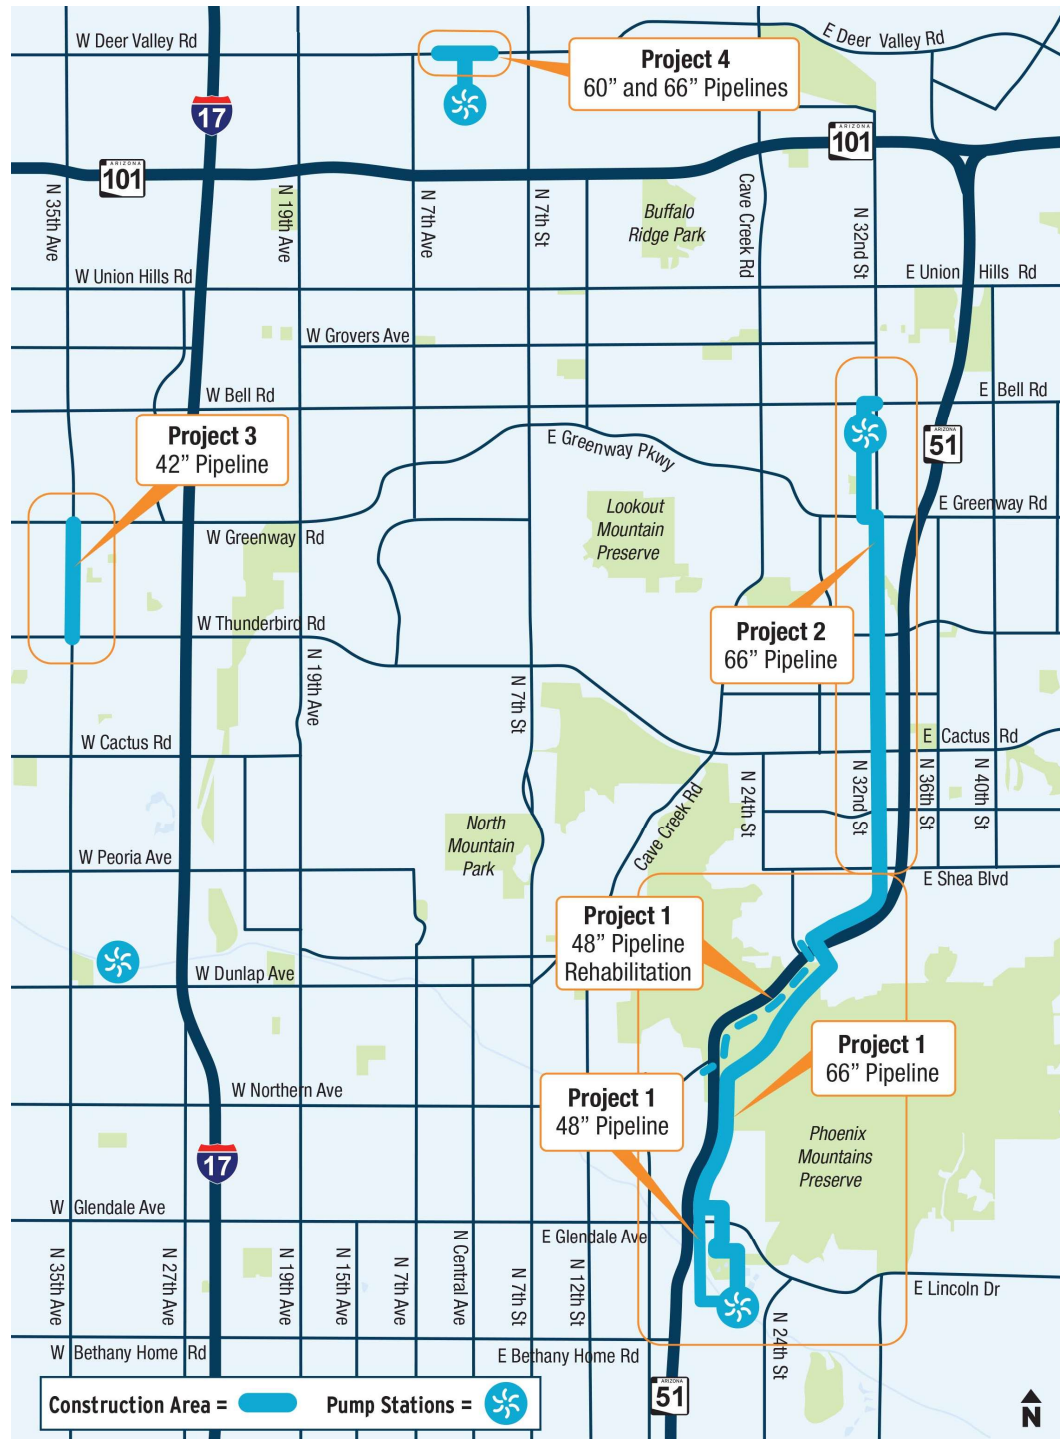 W Deer Valley Rd
E Deer Valley Rd
Project 4
60” and 66” Pipelines
17
ARIZONA
101
ARIZONA
101
N 35th Ave
N 19th Ave
N 7th Ave
N 7th St
Buffalo
Ridge Park
Cave Creek Rd
N 32nd St
W Union Hills Rd
E Union Hills Rd
W Grovers Ave
W Bell Rd
E Bell Rd
Project 3
42” Pipeline
E Greenway Pkwy
ARIZONA
51
Lookout
Mountain
Preserve
E Greenway Rd
W Greenway Rd
Project 2
66” Pipeline
W Thunderbird Rd
N 19th Ave
N 7th St
W Cactus Rd
E Cactus Rd
N 24th St
N 32nd St
N 36th St
N 40th St
Cave Creek Rd
North
Mountain
Park
W Peoria Ave
E Shea Blvd
Project 1
48” Pipeline
Rehabilitation
W Dunlap Ave
Project 1
66” Pipeline
W Northern Ave
Project 1
48” Pipeline
Phoenix
Mountains
Preserve
17
W Glendale Ave
E Glendale Ave
N 35th Ave
N 27th Ave
N 19th Ave
N 15th Ave
N 7th Ave
N Central Ave
N 7th St
N 12th St
E Lincoln Dr
N 24th St
W Bethany Home Rd
E Bethany Home Rd
ARIZONA
51
Construction Area =
Pump Stations =
N